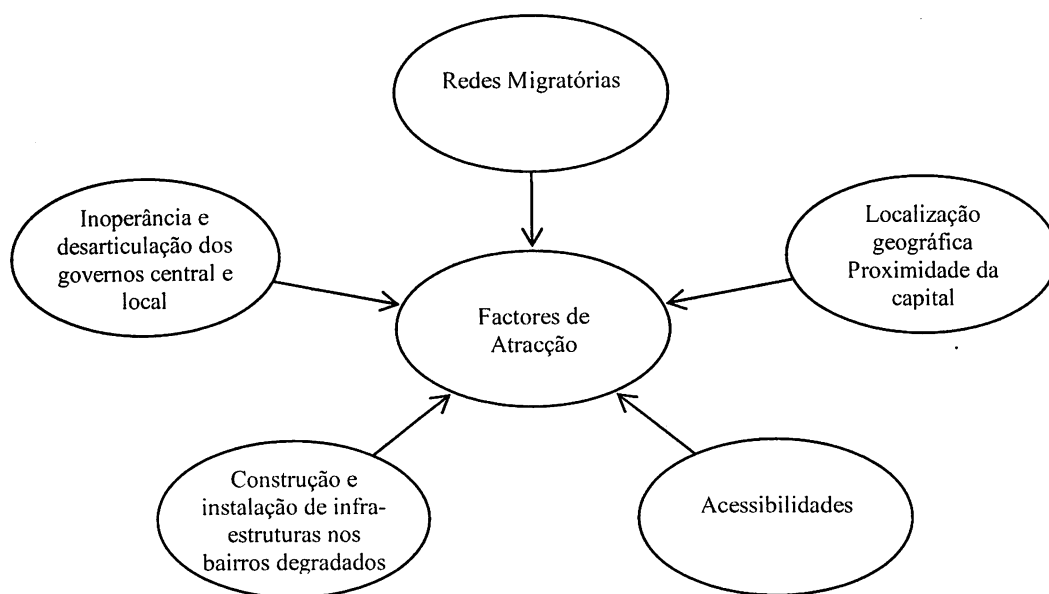 Redes Migratórias
Inoperância e
desarticulação dos
governos central e
local
Localização
geográfica
Proximidade da
capital
Factores de
Atracção
Construção e
instalação de infra-
estruturas nos
bairros degradados
Acessibilidades